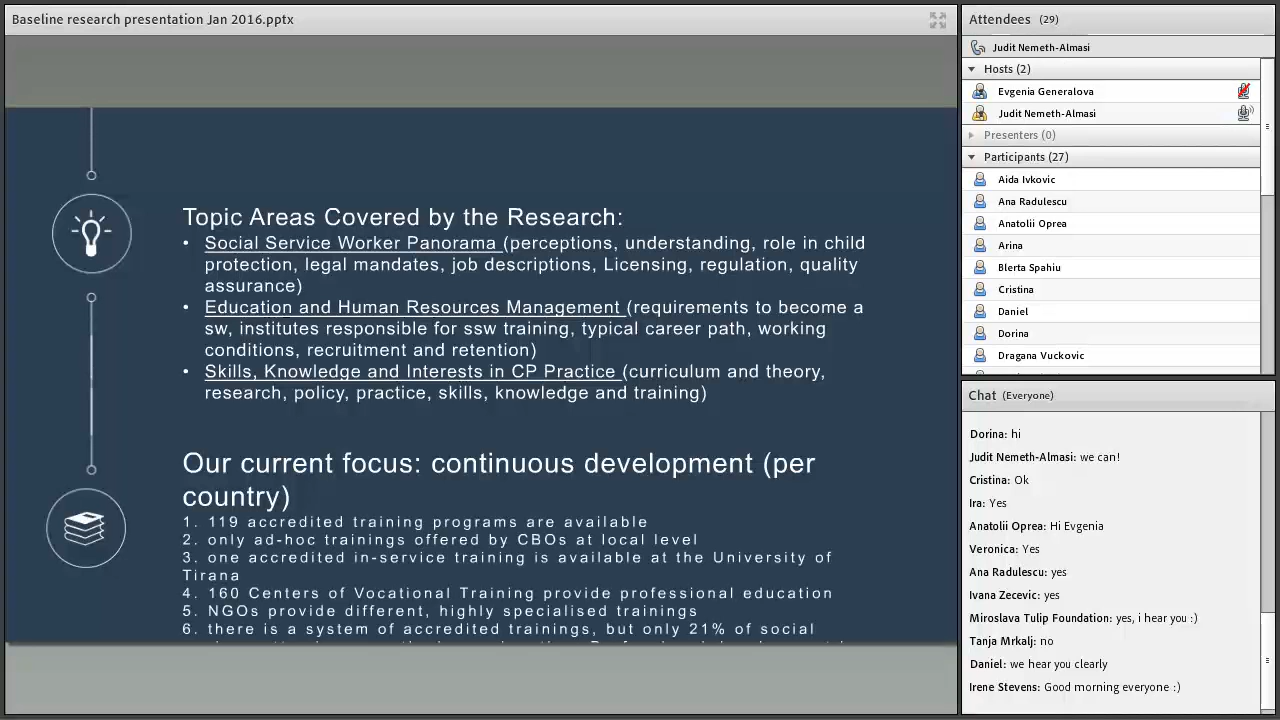 Baseline research presentation Jan 2016.pptx
Topic Areas Covered by the Research:
• Social Service Worker Panorama (perceptions, understanding, role in child
protection, legal mandates, job descriptions, Licensing, regulation, quality
assurance)
• Education and Human Resources Management (requirements to become a
sw, institutes responsible for ssw training, typical career path, working
conditions, recruitment and retention)
• Skills, Knowledge and Interests in CP Practice (curriculum and theory,
research, policy, practice, skills, knowledge and training)
Our current focus: continuous development (per
country)
1. 119 accredited training programs are available
2. only ad-hoc trainings offered by CBOs at local level
3. one accredited in-service training is available at the University of
Tirana
4. 160 Centers of Vocational Training provide professional education
5. NGOs provide different, highly specialised trainings
6. there is a system of accredited trainings, but only 21% of social
Attendees (29)
Judit Nemeth-Almasi
Hosts (2)
Evgenia Generalova
Judit Nemeth-Almasi
Presenters (0)
Participants (27)
Aida Ivkovic
Ana Radulescu
Anatolii Oprea
Arina
Blerta Spahiu
Cristina
Daniel
Dorina
Dragana Vuckovic
Chat (Everyone)
Dorina: hi
Judit Nemeth-Almasi: we can!
Cristina: Ok
Ira: Yes
Anatolii Oprea: Hi Evgenia
Veronica: Yes
Ana Radulescu: yes
Ivana Zecevic: yes
Miroslava Tulip Foundation: yes, i hear you :)
Tanja Mrkalj: no
Daniel: we hear you clearly
Irene Stevens: Good morning everyone :)